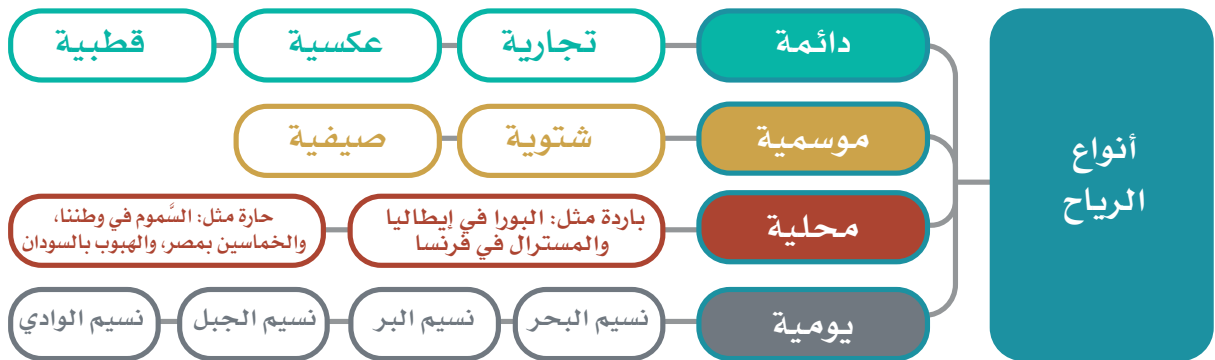 أنواع
الرياح
دائمة
تجارية
عكسية
قطبية
موسمية
شتوية
صيفية
محلية
باردة مثل: البورا في إيطاليا
والمسترال في فرنسا
حارة مثل: السَّموم في وطننا،
والخماسين بمصر، والهبوب بالسودان
يومية
نسيم البحر
نسيم البر
نسيم الجبل
نسيم الوادي